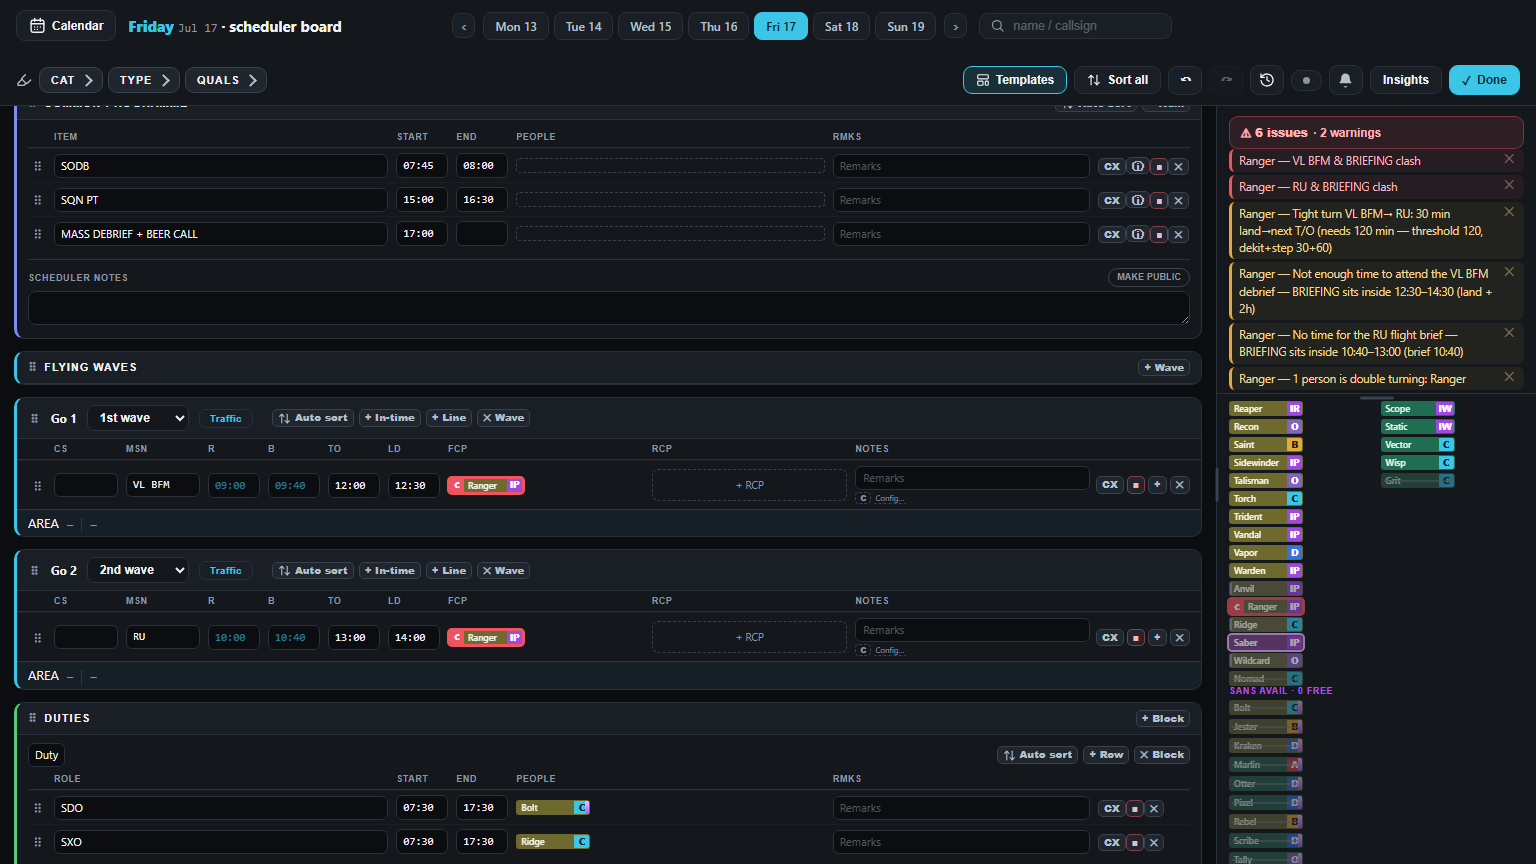 Calendar
Friday Jul 17 · scheduler board
Mon 13
Tue 14
Wed 15
Thu 16
Fri 17
Sat 18
Sun 19
name / callsign
CAT
TYPE
QUALS
Templates
Sort all
Insights
✓ Done
ITEM START END PEOPLE RMKS
SODB 07:45 08:00 Remarks CX
SQN PT 15:00 16:30 Remarks CX
MASS DEBRIEF + BEER CALL 17:00 Remarks CX
SCHEDULER NOTES
MAKE PUBLIC
FLYING WAVES
+ Wave
Go 1 1st wave Traffic Auto sort + In-time + Line × Wave
CS MSN R B TO LD FCP RCP NOTES
VL BFM 09:00 09:40 12:00 12:30 C Ranger IP + RCP Remarks CX
C Config...
AREA – –
Go 2 2nd wave Traffic Auto sort + In-time + Line × Wave
CS MSN R B TO LD FCP RCP NOTES
RU 10:00 10:40 13:00 14:00 C Ranger IP + RCP Remarks CX
C Config...
AREA – –
DUTIES
+ Block
Duty
Auto sort + Row × Block
ROLE START END PEOPLE RMKS
SDO 07:30 17:30 Bolt C Remarks CX
SXO 07:30 17:30 Ridge C Remarks CX
⚠ 6 issues · 2 warnings
Ranger — VL BFM & BRIEFING clash
Ranger — RU & BRIEFING clash
Ranger — Tight turn VL BFM→ RU: 30 min
land→next T/O (needs 120 min — threshold 120,
dekit+step 30+60)
Ranger — Not enough time to attend the VL BFM
debrief — BRIEFING sits inside 12:30–14:30 (land +
2h)
Ranger — No time for the RU flight brief —
BRIEFING sits inside 10:40–13:00 (brief 10:40)
Ranger — 1 person is double turning: Ranger
Reaper IR
Recon O
Saint B
Sidewinder IP
Talisman O
Torch C
Trident IP
Vandal IP
Vapor D
Warden IP
Anvil IP
C Ranger IP
Ridge C
Saber IP
Wildcard O
Nomad C
Scope IW
Static IW
Vector C
Wisp C
Grit C
SANS AVAIL · 0 FREE
Bolt C
Jester B
Kraken D
Marlin A
Otter D
Pixel D
Rebel B
Scribe D
Tally O